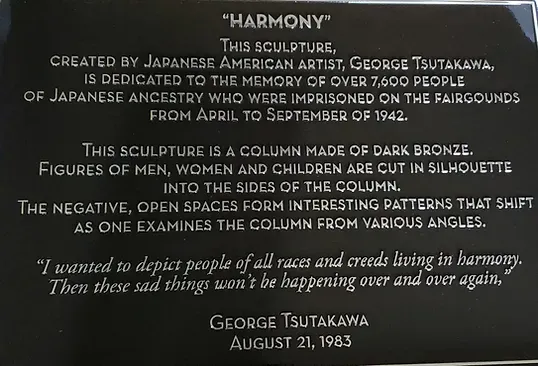 "HARMONY"
THIS SCULPTURE,
CREATED BY JAPANESE AMERICAN ARTIST, GEORGE TSUTAKAWA,
IS DEDICATED TO THE MEMORY OF OVER 7,600 PEOPLE
OF JAPANESE ANCESTRY WHO WERE IMPRISONED ON THE FAIRGOUNDS
FROM APRIL TO SEPTEMBER OF 1942.
THIS SCULPTURE IS A COLUMN MADE OF DARK BRONZE.
FIGURES OF MEN, WOMEN AND CHILDREN ARE CUT IN SILHOUETTE
INTO THE SIDES OF THE COLUMN.
THE NEGATIVE, OPEN SPACES FORM INTERESTING PATTERNS THAT SHIFT
AS ONE EXAMINES THE COLUMN FROM VARIOUS ANGLES.
"I wanted to depict people of all races and creeds living in harmony.
Then these sad things won't be happening over and over again,"
GEORGE TSUTAKAWA
AUGUST 21, 1983